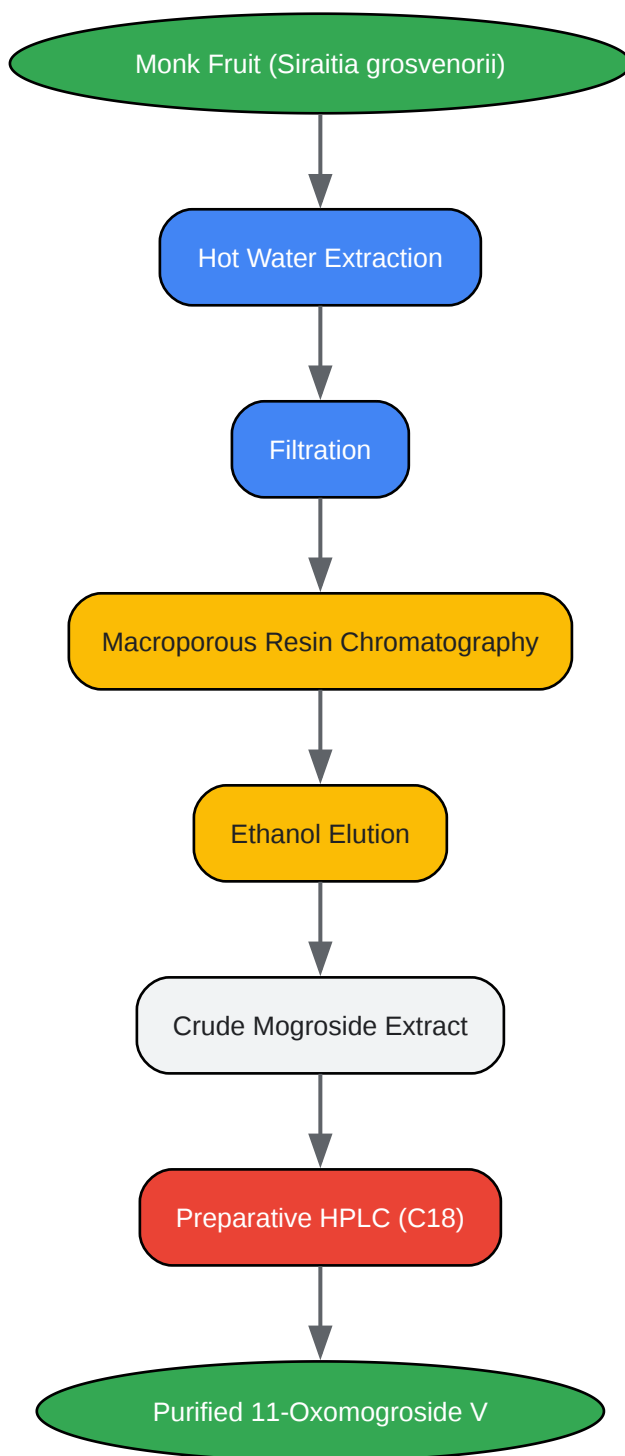 Monk Fruit (Siraitia grosvenorii)
Hot Water Extraction
Filtration
Macroporous Resin Chromatography
Ethanol Elution
Crude Mogroside Extract
Preparative HPLC (C18)
Purified 11-Oxomogroside V